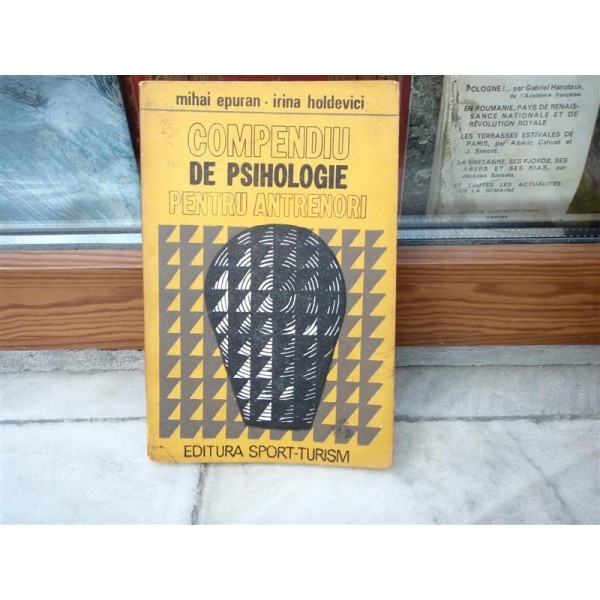 mihai epuran · irina holdevici
COMPENDIU
DE PSIHOLOGIE
PENTRU ANTRENORI
EDITURA SPORT-TURISM
POLOGNE!... par Gabriel Hanotaux,
de l'Académie française.
EN ROUMANIE, PAYS DE RENAIS-
SANCE NATIONALE ET DE
RÉVOLUTION ROYALE
LES TERRASSES ESTIVALES DE
PARIS, par Albéric Cahuet et
J. Simont.
LA BRETAGNE, SES FJORDS, SES
ABERS ET SES RIAS, par
Jacques
ET TOUTES LES ACTUALITÉS
DE LA SEMAINE